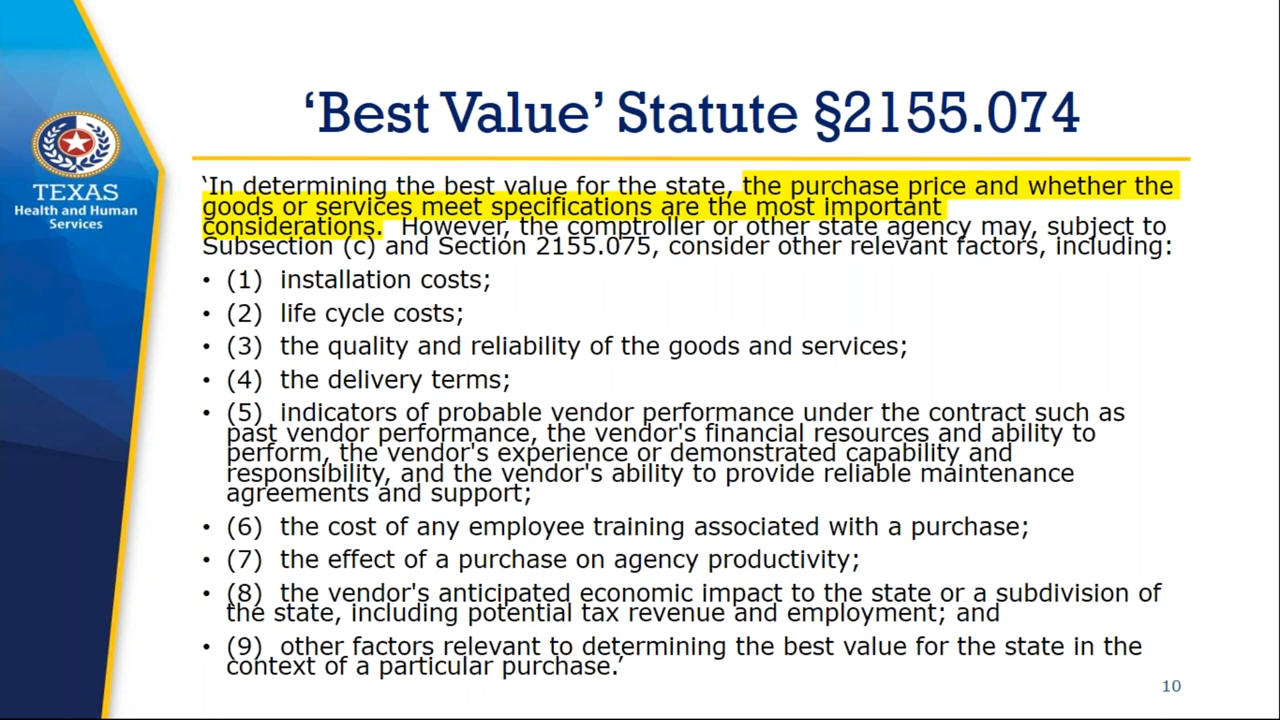 ‘Best Value’ Statute §2155.074
TEXAS
Health and Human
Services
‘In determining the best value for the state, the purchase price and whether the
goods or services meet specifications are the most important
considerations.  However, the comptroller or other state agency may, subject to
Subsection (c) and Section 2155.075, consider other relevant factors, including:
• (1)  installation costs;
• (2)  life cycle costs;
• (3)  the quality and reliability of the goods and services;
• (4)  the delivery terms;
• (5)  indicators of probable vendor performance under the contract such as
past vendor performance, the vendor's financial resources and ability to
perform, the vendor's experience or demonstrated capability and
responsibility, and the vendor's ability to provide reliable maintenance
agreements and support;
• (6)  the cost of any employee training associated with a purchase;
• (7)  the effect of a purchase on agency productivity;
• (8)  the vendor's anticipated economic impact to the state or a subdivision of
the state, including potential tax revenue and employment; and
• (9)  other factors relevant to determining the best value for the state in the
context of a particular purchase.’
10